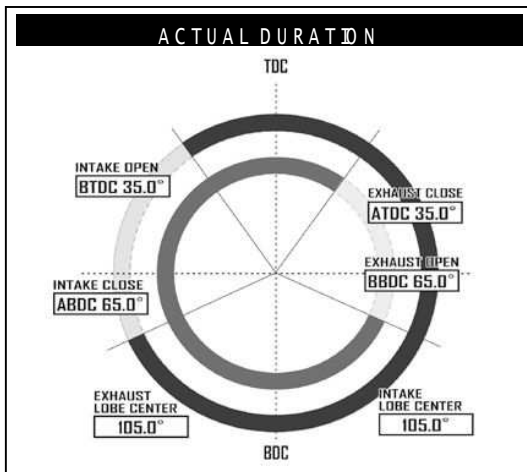 ACTUAL DURATION
TDC
INTAKE OPEN
BTDC 35.0°
EXHAUST CLOSE
ATDC 35.0°
EXHAUST OPEN
BBDC 65.0°
INTAKE CLOSE
ABDC 65.0°
EXHAUST
LOBE CENTER
105.0°
INTAKE
LOBE CENTER
105.0°
BDC